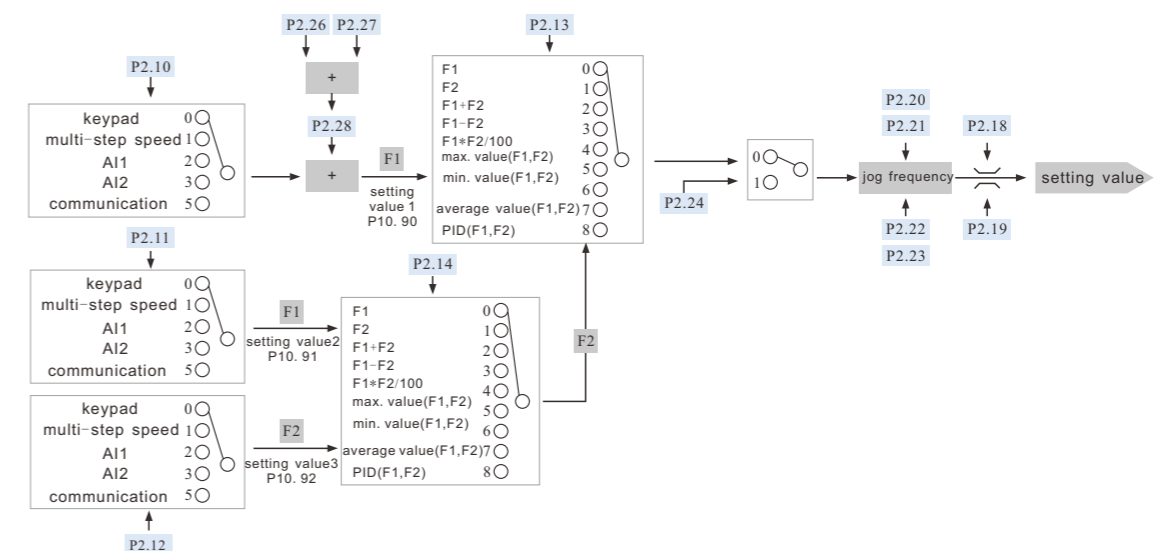 P2.26 P2.27
P2.13
P2.10
+
P2.28
+
keypad 0
multi-step speed 1
AI1 2
AI2 3
communication 5
F1
setting
value 1
P10. 90
F1 0
F2 1
F1+F2 2
F1-F2 3
F1*F2/100 4
max. value(F1,F2) 5
min. value(F1,F2) 6
average value(F1,F2) 7
PID(F1,F2) 8
0
1
P2.24
P2.20
P2.21
P2.18
jog frequency
setting value
P2.22
P2.23
P2.19
P2.11
keypad 0
multi-step speed 1
AI1 2
AI2 3
communication 5
F1
setting value2
P10. 91
P2.14
F1 0
F2 1
F1+F2 2
F1-F2 3
F1*F2/100 4
max. value(F1,F2) 5
min. value(F1,F2) 6
average value(F1,F2) 7
PID(F1,F2) 8
F2
keypad 0
multi-step speed 1
AI1 2
AI2 3
communication 5
F2
setting value3
P10. 92
P2.12